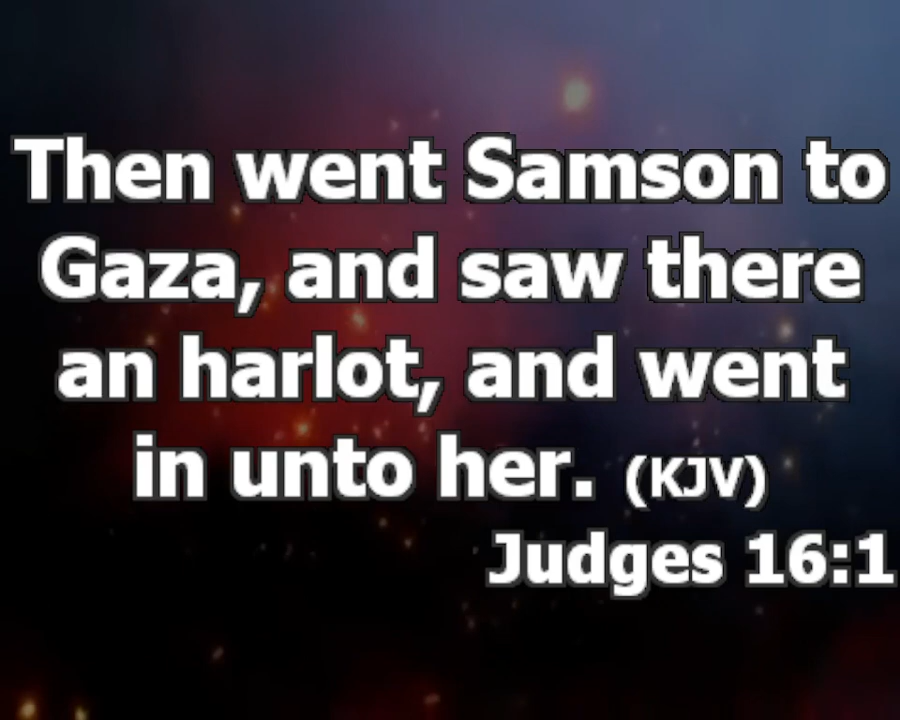 Then went Samson to
Gaza, and saw there
an harlot, and went
in unto her. (KJV)
Judges 16:1